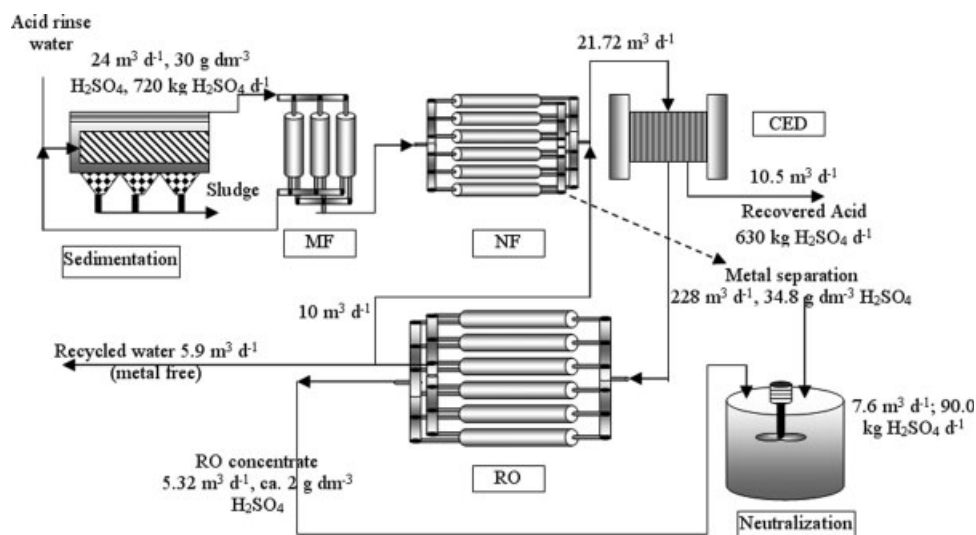 Acid rinse
water
24 m³ d⁻¹, 30 g dm⁻³
H₂SO₄, 720 kg H₂SO₄ d⁻¹
21.72 m³ d⁻¹
CED
10.5 m³ d⁻¹
Recovered Acid
630 kg H₂SO₄ d⁻¹
Sludge
MF
NF
Sedimentation
Metal separation
228 m³ d⁻¹, 34.8 g dm⁻³ H₂SO₄
10 m³ d⁻¹
Recycled water 5.9 m³ d⁻¹
(metal free)
7.6 m³ d⁻¹; 90.0
kg H₂SO₄ d⁻¹
RO concentrate
5.32 m³ d⁻¹, ca. 2 g dm⁻³
H₂SO₄
RO
Neutralization